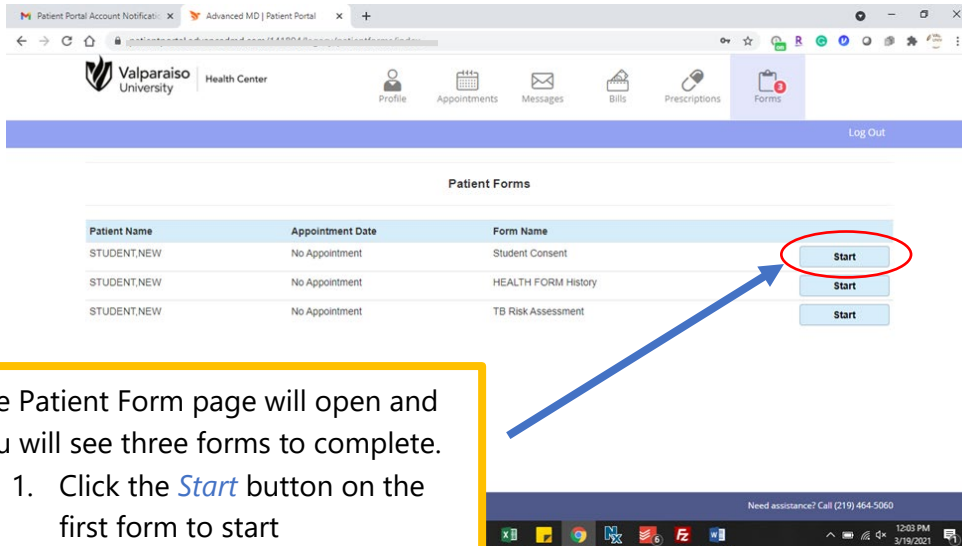 Patient Portal Account Notificatic
Advanced MD | Patient Portal
Valparaiso
University
Health Center
Profile
Appointments
Messages
Bills
Prescriptions
3
Forms
Log Out
Patient Forms
Patient Name Appointment Date Form Name
STUDENT,NEW No Appointment Student Consent Start
STUDENT,NEW No Appointment HEALTH FORM History Start
STUDENT,NEW No Appointment TB Risk Assessment Start
e Patient Form page will open and
u will see three forms to complete.
1. Click the Start button on the
first form to start
Need assistance? Call (219) 464-5060
12:03 PM
3/19/2021